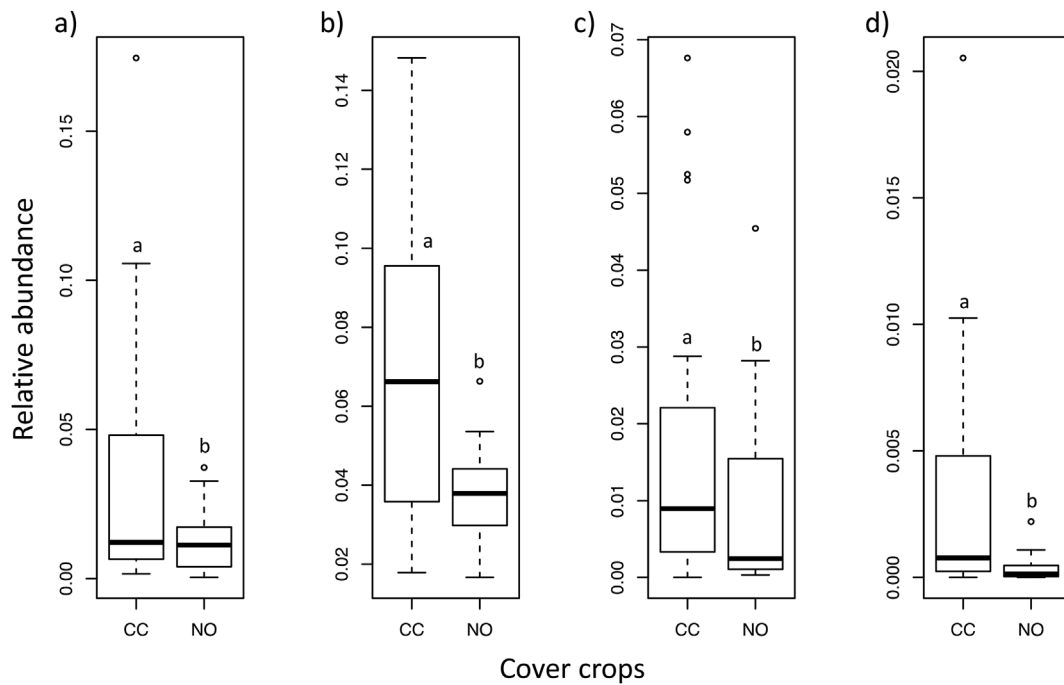 a) b) c) d)
Relative abundance
0.15
0.10
0.05
0.00
a
b
CC NO
0.14
0.12
0.10
0.08
0.06
0.04
0.02
a
b
CC NO
0.07
0.06
0.05
0.04
0.03
0.02
0.01
0.00
a
b
CC NO
0.020
0.015
0.010
0.005
0.000
a
b
CC NO
Cover crops